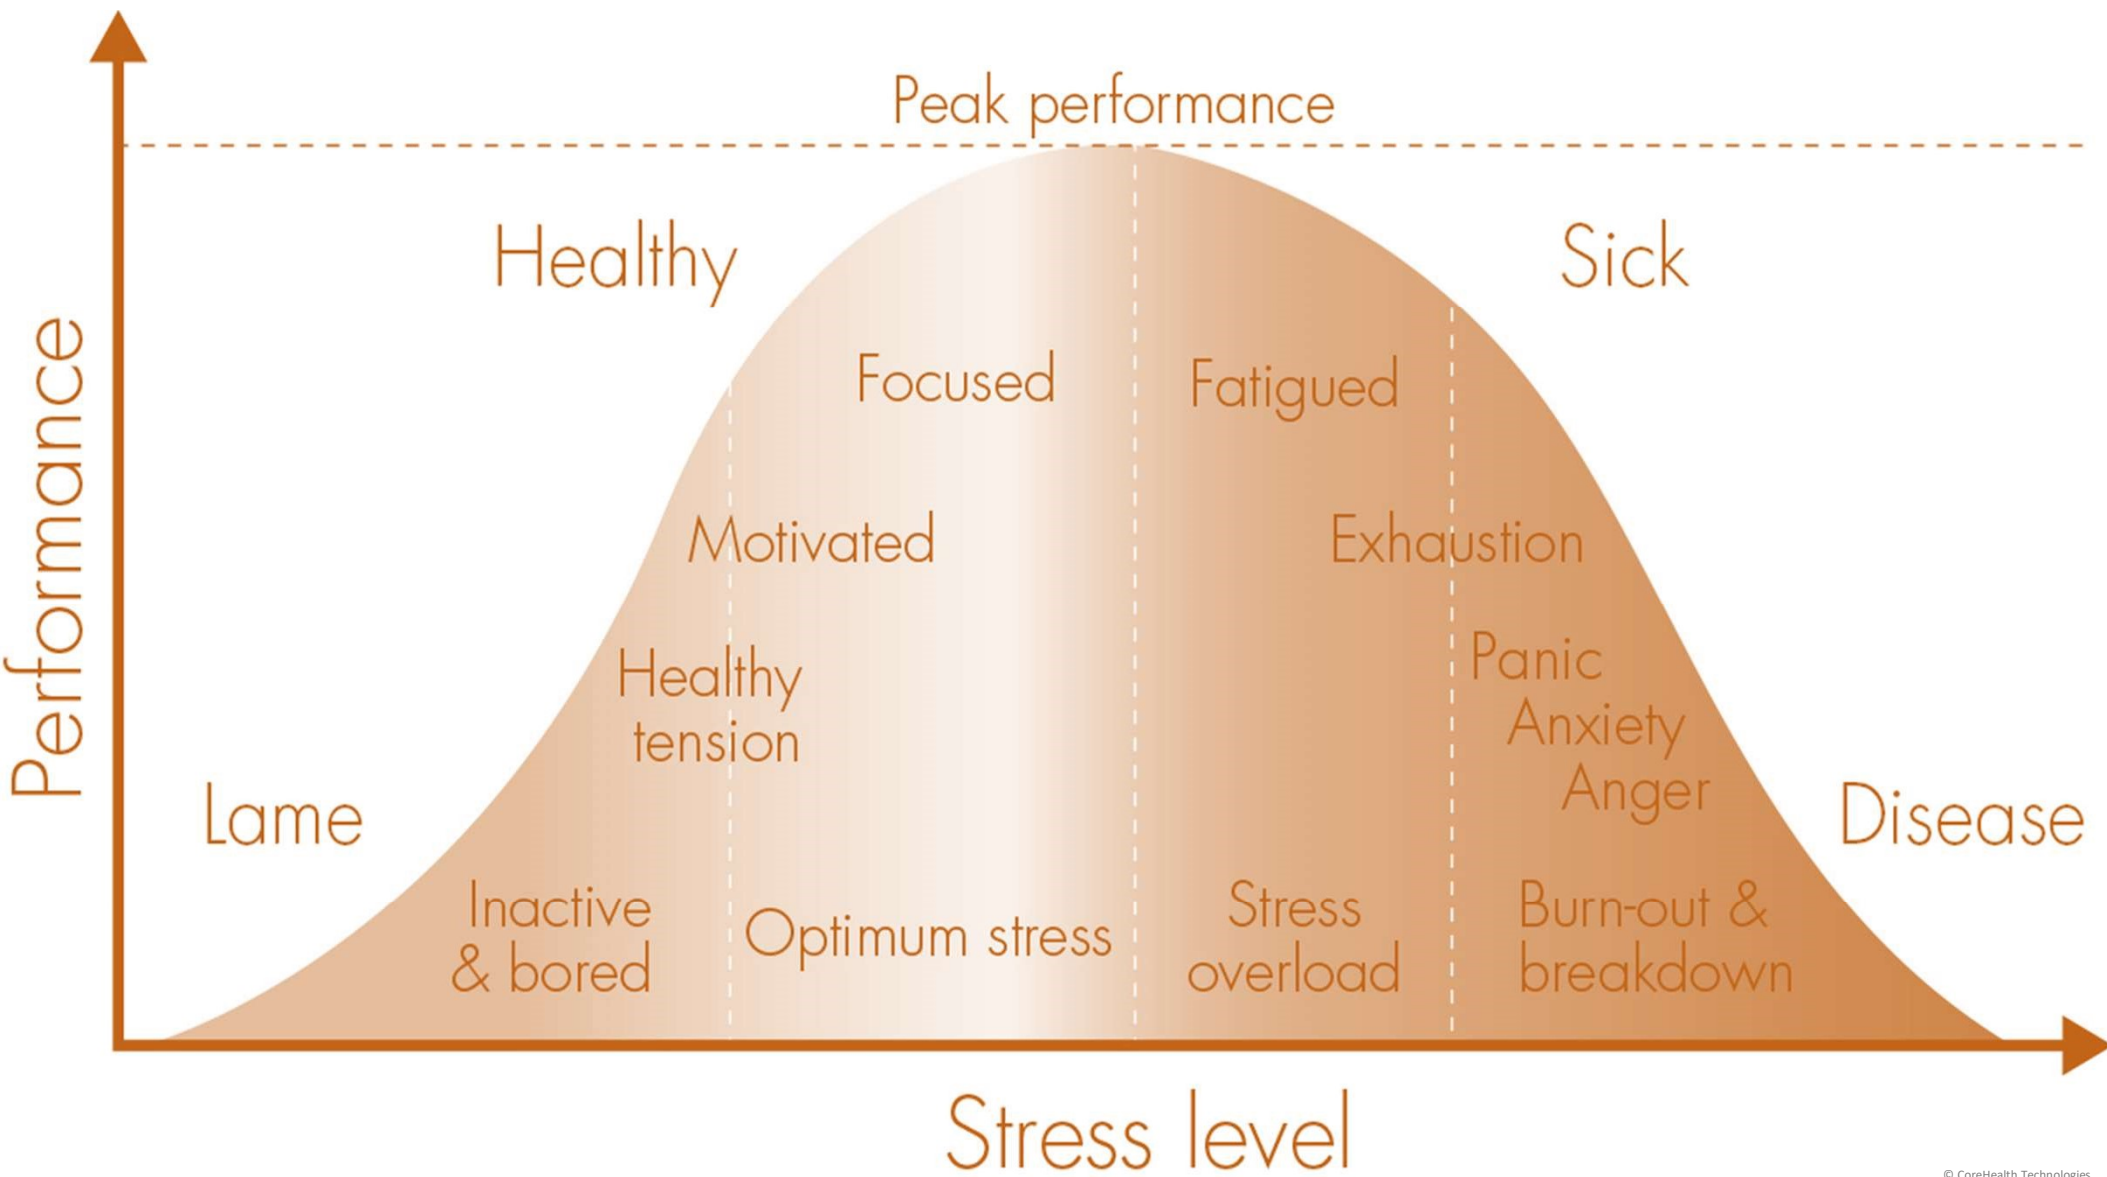 Peak performance
Healthy
Sick
Focused
Fatigued
Motivated
Exhaustion
Healthy
tension
Panic
Anxiety
Anger
Lame
Disease
Inactive
& bored
Optimum stress
Stress
overload
Burn-out &
breakdown
Performance
Stress level
© CoreHealth Technologies